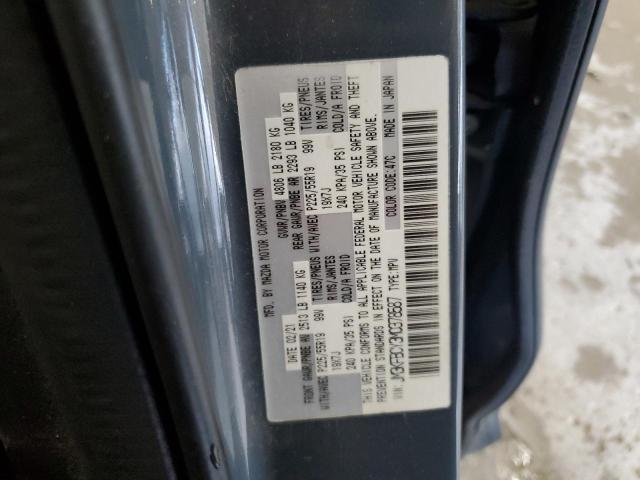 MFD. BY MAZDA MOTOR CORPORATION
DATE: 02/21 GVWR/PNBV 4806 LB 2180 KG
FRONT GAWR/PNBE AV 2513 LB 1140 KG REAR GAWR/PNBE AR 2293 LB 1040 KG
WITH/AVEC TIRES/PNEUS WITH/AVEC TIRES/PNEUS
P225/55R19 99V RIMS/JANTES P225/55R19 99V RIMS/JANTES
19X7J COLD/A FROID 19X7J COLD/A FROID
240 KPA/35 PSI 240 KPA/35 PSI
THIS VEHICLE CONFORMS TO ALL APPLICABLE FEDERAL MOTOR VEHICLE SAFETY AND THEFT
PREVENTION STANDARDS IN EFFECT ON THE DATE OF MANUFACTURE SHOWN ABOVE.
COLOR: 47C MADE IN JAPAN
VIN: TYPE: MPV